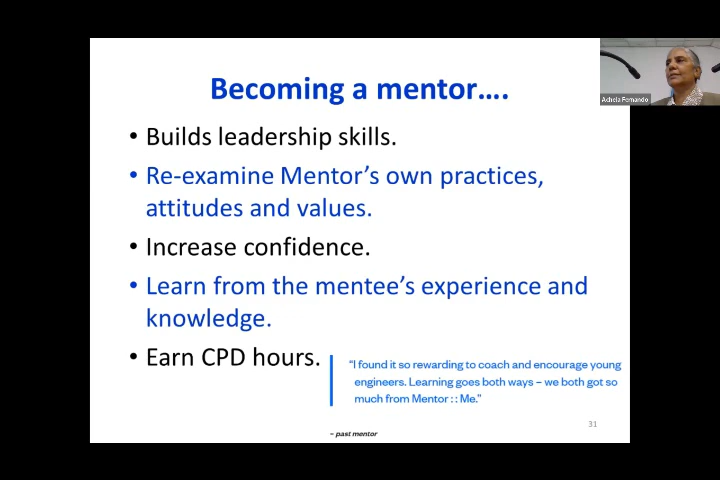 Becoming a mentor….
• Builds leadership skills.
• Re-examine Mentor’s own practices,
attitudes and values.
• Increase confidence.
• Learn from the mentee’s experience and
knowledge.
• Earn CPD hours.
“I found it so rewarding to coach and encourage young
engineers. Learning goes both ways – we both got so
much from Mentor : : Me.”
– past mentor
31
Achela Fernando